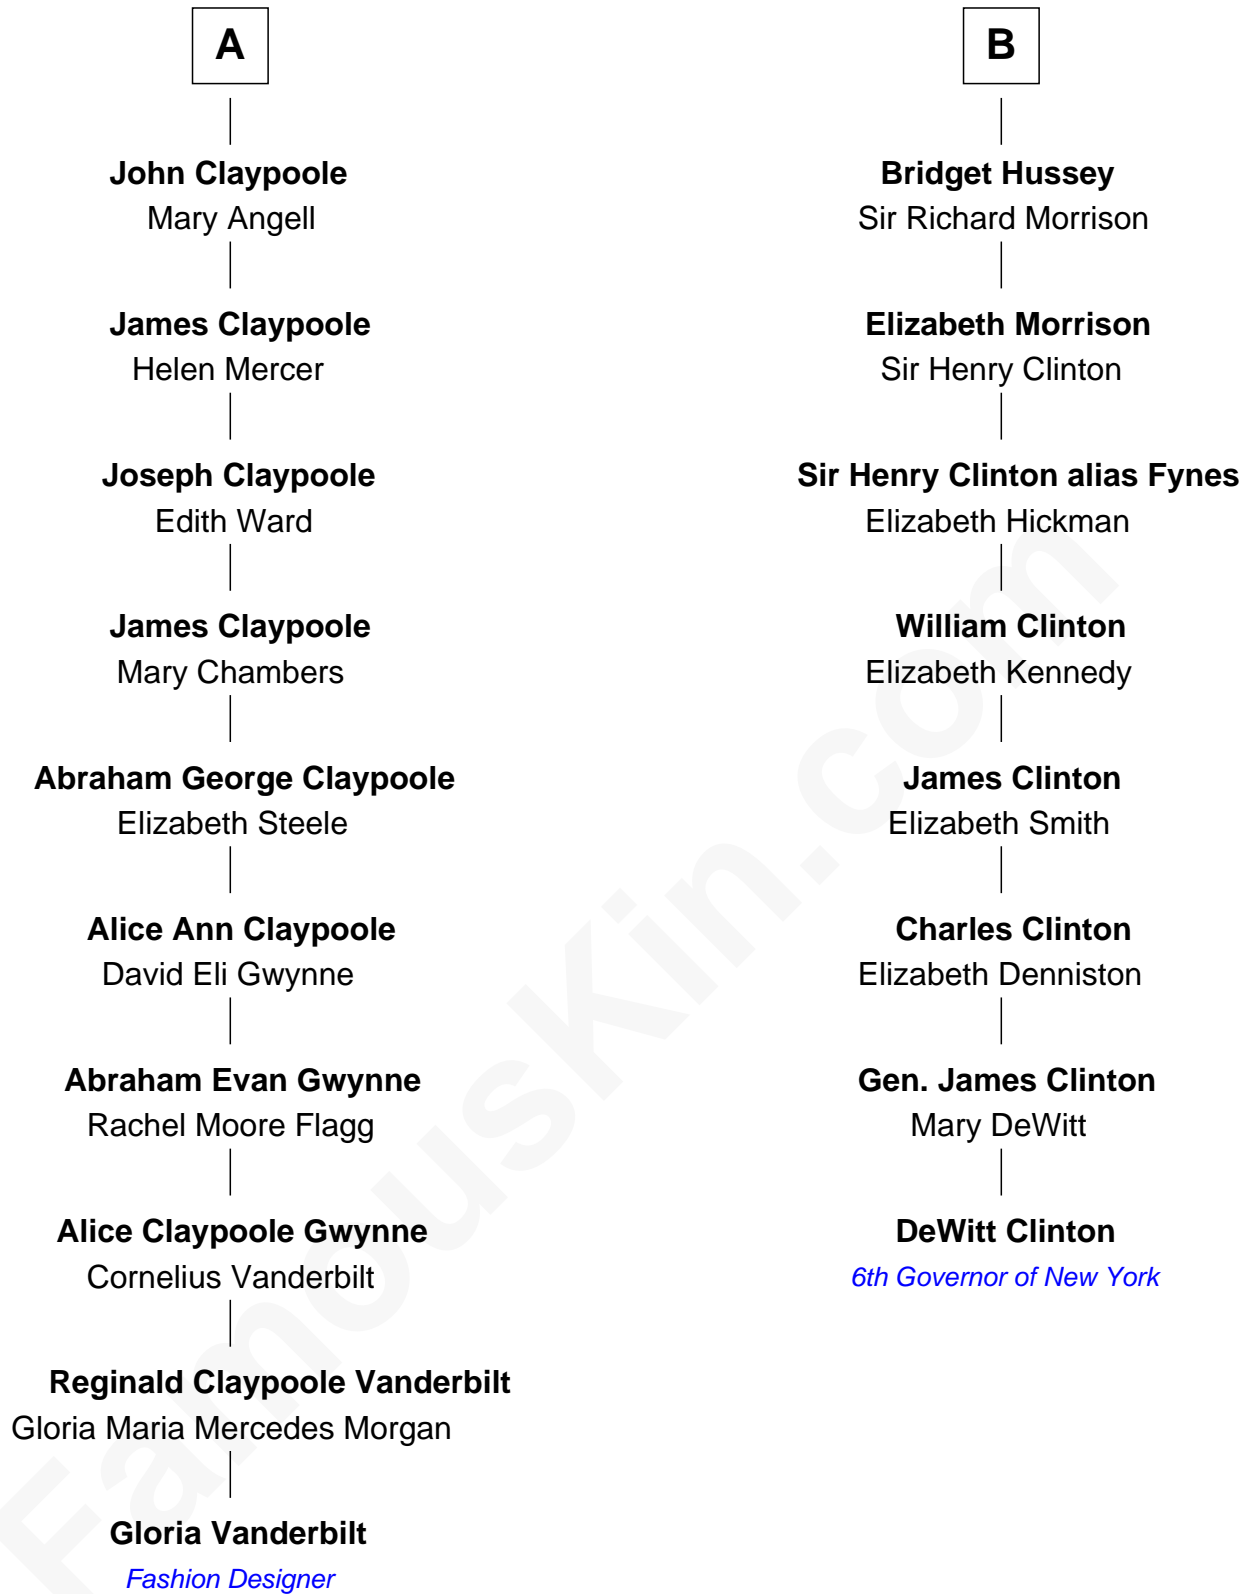 A
John Claypoole
Mary Angell
James Claypoole
Helen Mercer
Joseph Claypoole
Edith Ward
James Claypoole
Mary Chambers
Abraham George Claypoole
Elizabeth Steele
Alice Ann Claypoole
David Eli Gwynne
Abraham Evan Gwynne
Rachel Moore Flagg
Alice Claypoole Gwynne
Cornelius Vanderbilt
Reginald Claypoole Vanderbilt
Gloria Maria Mercedes Morgan
Gloria Vanderbilt
Fashion Designer
B
Bridget Hussey
Sir Richard Morrison
Elizabeth Morrison
Sir Henry Clinton
Sir Henry Clinton alias Fynes
Elizabeth Hickman
William Clinton
Elizabeth Kennedy
James Clinton
Elizabeth Smith
Charles Clinton
Elizabeth Denniston
Gen. James Clinton
Mary DeWitt
DeWitt Clinton
6th Governor of New York
FamousKin.com